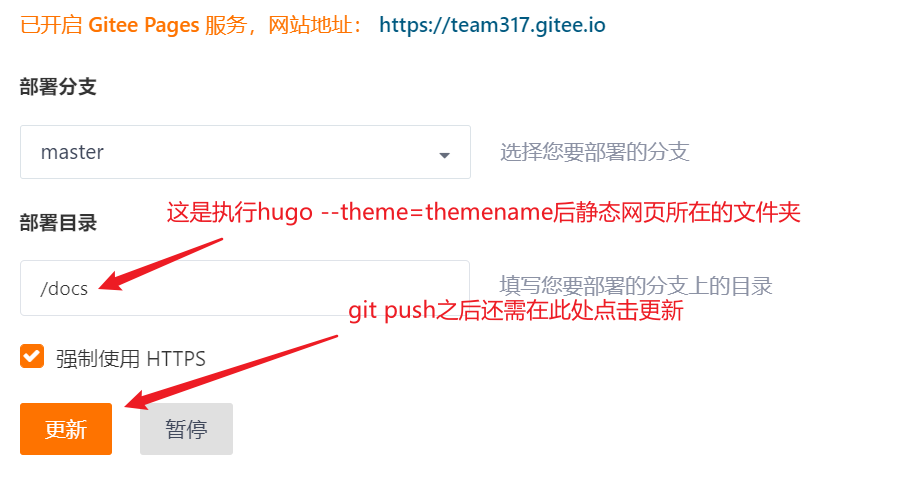 已开启 Gitee Pages 服务，网站地址： https://team317.gitee.io
部署分支
master
选择您要部署的分支
这是执行hugo --theme=themename后静态网页所在的文件夹
部署目录
/docs
填写您要部署的分支上的目录
git push之后还需在此处点击更新
强制使用 HTTPS
更新
暂停